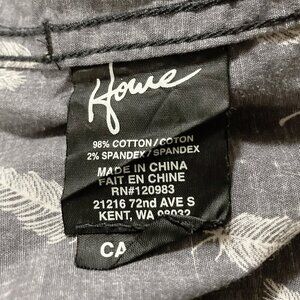 Howe
98% COTTON/COTON
2% SPANDEX/SPANDEX
MADE IN CHINA
FAIT EN CHINE
RN#120983
21216 72nd AVE S
KENT, WA 98032
CA